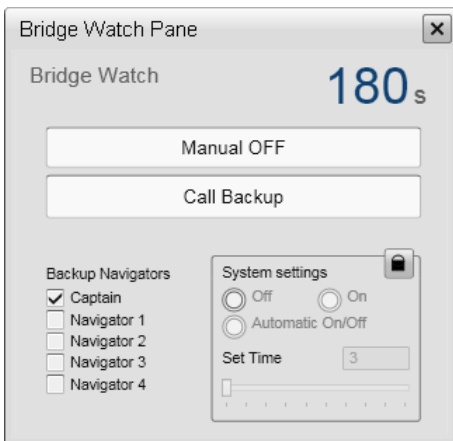 Bridge Watch Pane
Bridge Watch
180 s
Manual OFF
Call Backup
Backup Navigators
Captain
Navigator 1
Navigator 2
Navigator 3
Navigator 4
System settings
Off On
Automatic On/Off
Set Time 3